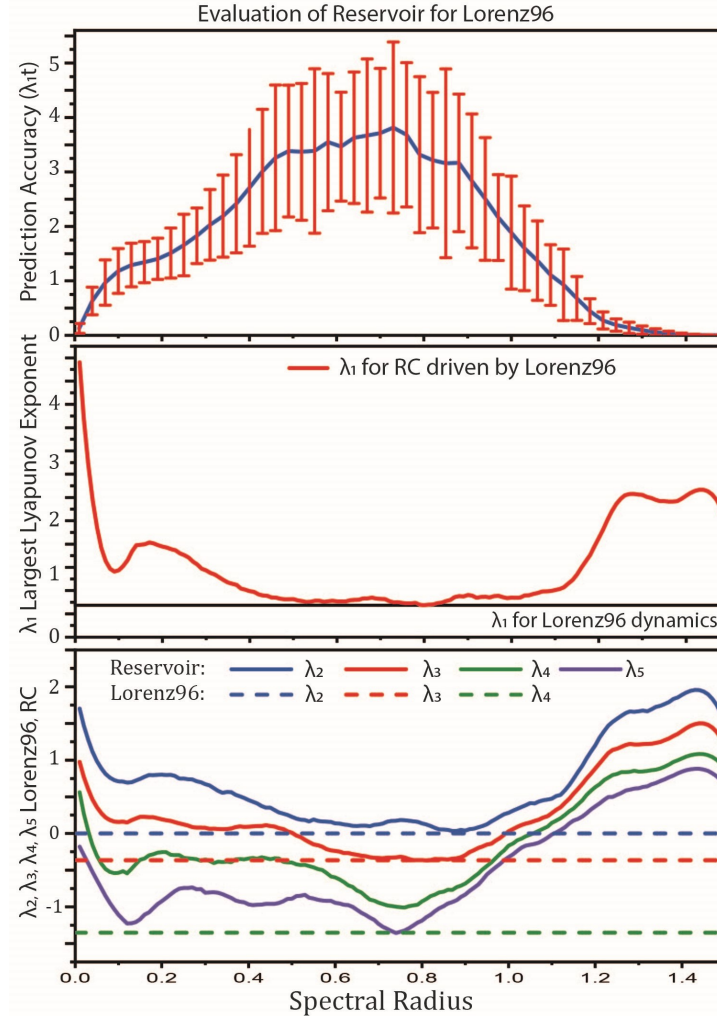 Evaluation of Reservoir for Lorenz96
Prediction Accuracy (λ₁t)
5
4
3
2
1
0
λ₁ Largest Lyapunov Exponent
4
3
2
1
0
λ₁ for RC driven by Lorenz96
λ₁ for Lorenz96 dynamics
λ₂, λ₃, λ₄, λ₅ Lorenz96, RC
2
1
0
-1
Reservoir: λ₂ λ₃ λ₄ λ₅
Lorenz96: λ₂ λ₃ λ₄
0.0 0.2 0.4 0.6 0.8 1.0 1.2 1.4
Spectral Radius